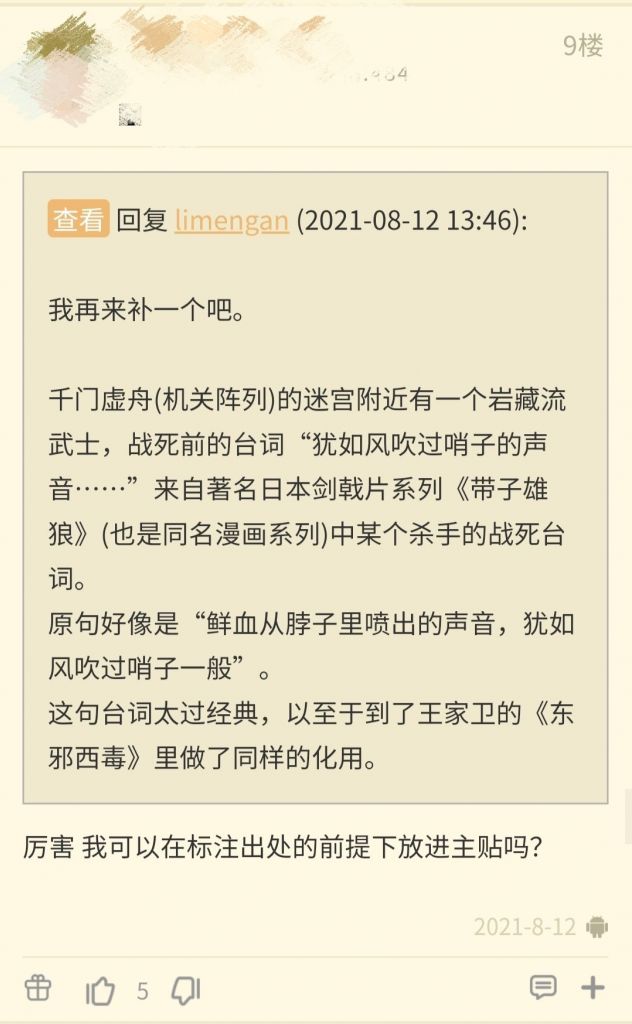 9楼
查看 回复 limengan (2021-08-12 13:46):
我再来补一个吧。
千门虚舟(机关阵列)的迷宫附近有一个岩藏流
武士，战死前的台词“犹如风吹过哨子的声
音……”来自著名日本剑戟片系列《带子雄
狼》(也是同名漫画系列)中某个杀手的战死台
词。
原句好像是“鲜血从脖子里喷出的声音，犹如
风吹过哨子一般”。
这句台词太过经典，以至于到了王家卫的《东
邪西毒》里做了同样的化用。
厉害 我可以在标注出处的前提下放进主贴吗？
2021-8-12
5